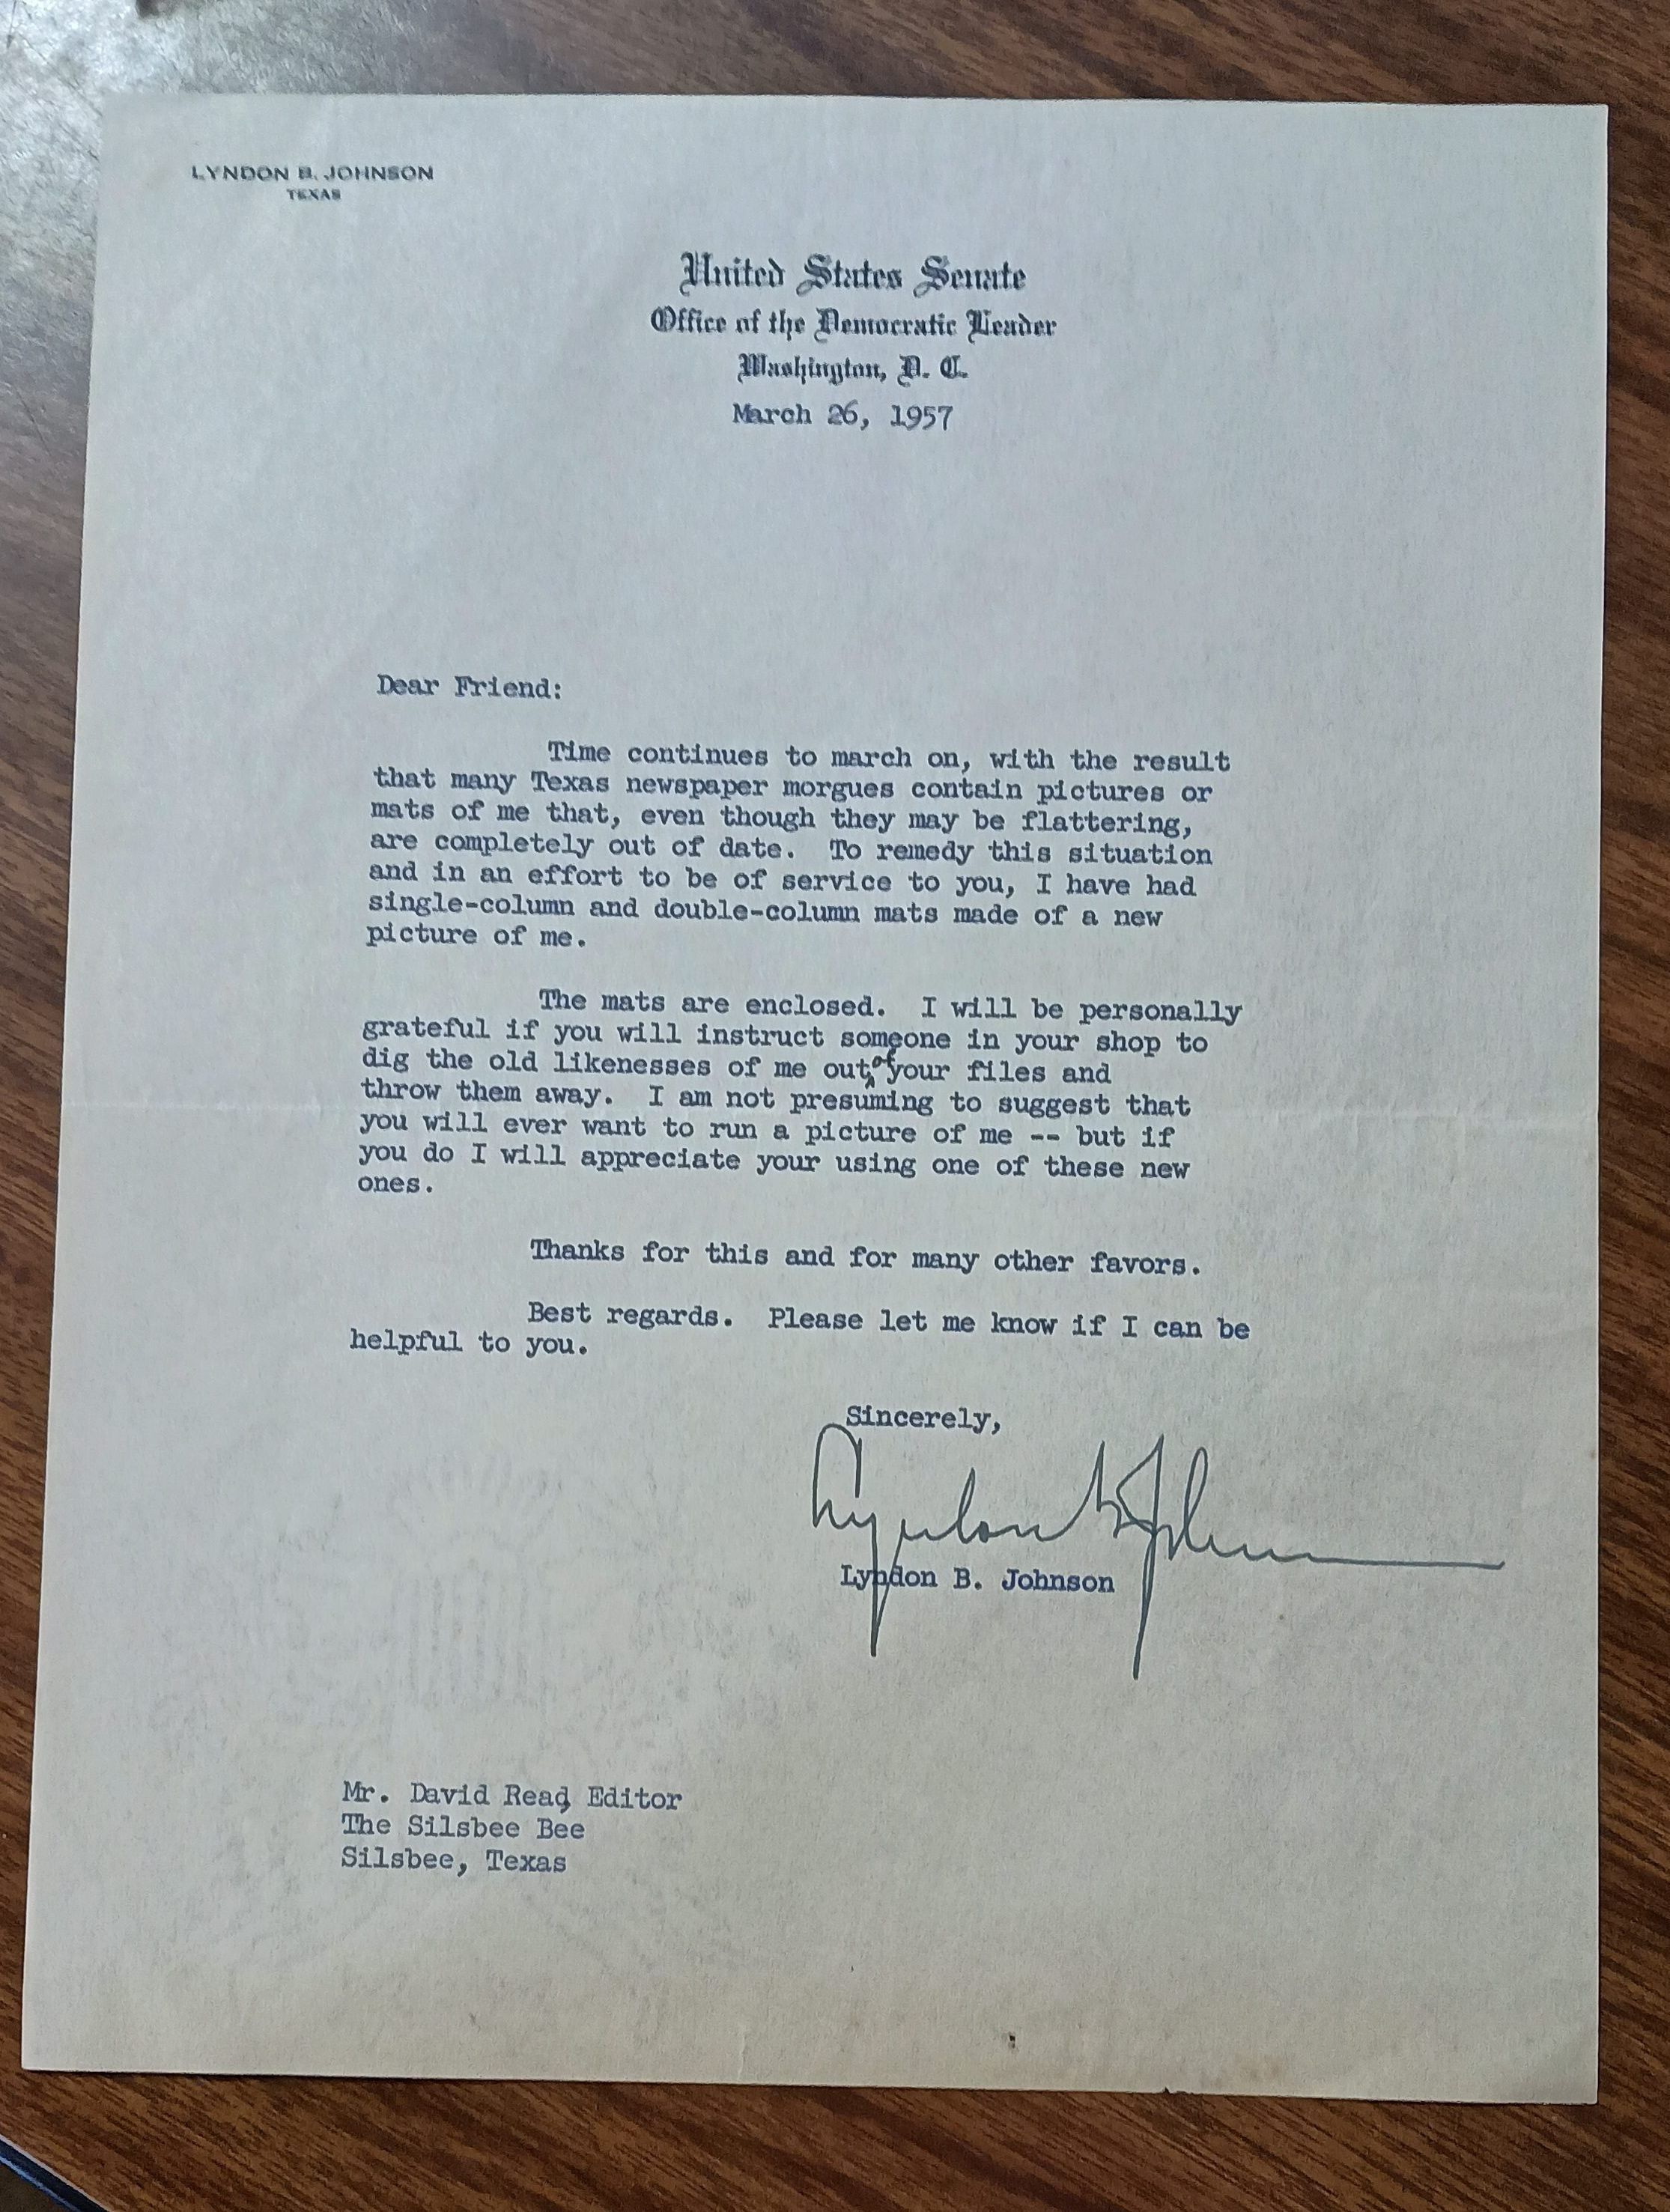 LYNDON B. JOHNSON
TEXAS
United States Senate
Office of the Democratic Leader
Washington, D. C.
March 26, 1957
Dear Friend:
Time continues to march on, with the result
that many Texas newspaper morgues contain pictures or
mats of me that, even though they may be flattering,
are completely out of date. To remedy this situation
and in an effort to be of service to you, I have had
single-column and double-column mats made of a new
picture of me.
The mats are enclosed. I will be personally
grateful if you will instruct someone in your shop to
dig the old likenesses of me out of your files and
throw them away. I am not presuming to suggest that
you will ever want to run a picture of me -- but if
you do I will appreciate your using one of these new
ones.
Thanks for this and for many other favors.
Best regards. Please let me know if I can be
helpful to you.
Sincerely,
Lyndon B Johnson
Lyndon B. Johnson
Mr. David Read, Editor
The Silsbee Bee
Silsbee, Texas